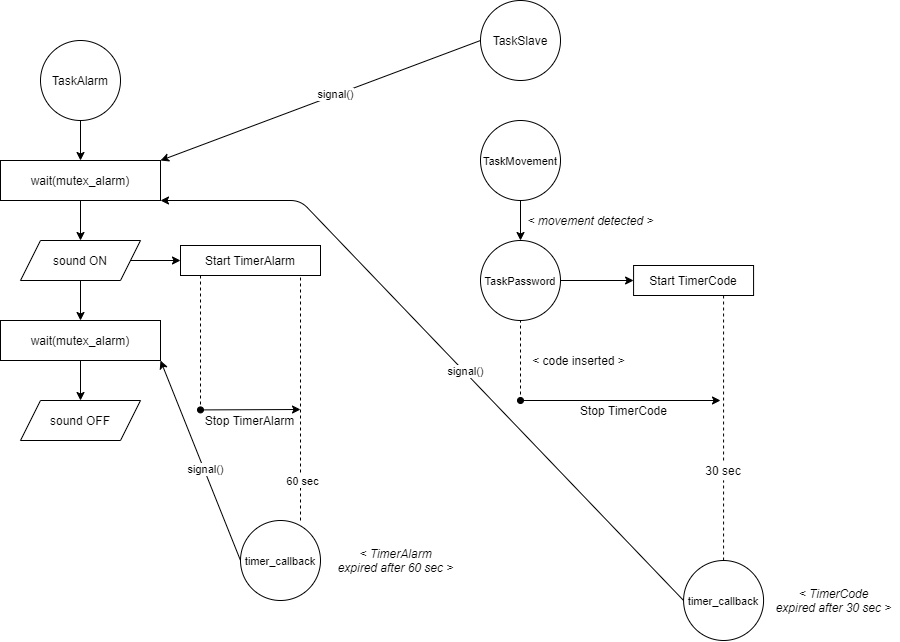 TaskSlave
TaskAlarm
signal()
TaskMovement
wait(mutex_alarm)
< movement detected >
sound ON
Start TimerAlarm
TaskPassword
Start TimerCode
wait(mutex_alarm)
< code inserted >
signal()
Stop TimerCode
sound OFF
Stop TimerAlarm
signal()
30 sec
60 sec
timer_callback
< TimerAlarm
expired after 60 sec >
timer_callback
< TimerCode
expired after 30 sec >